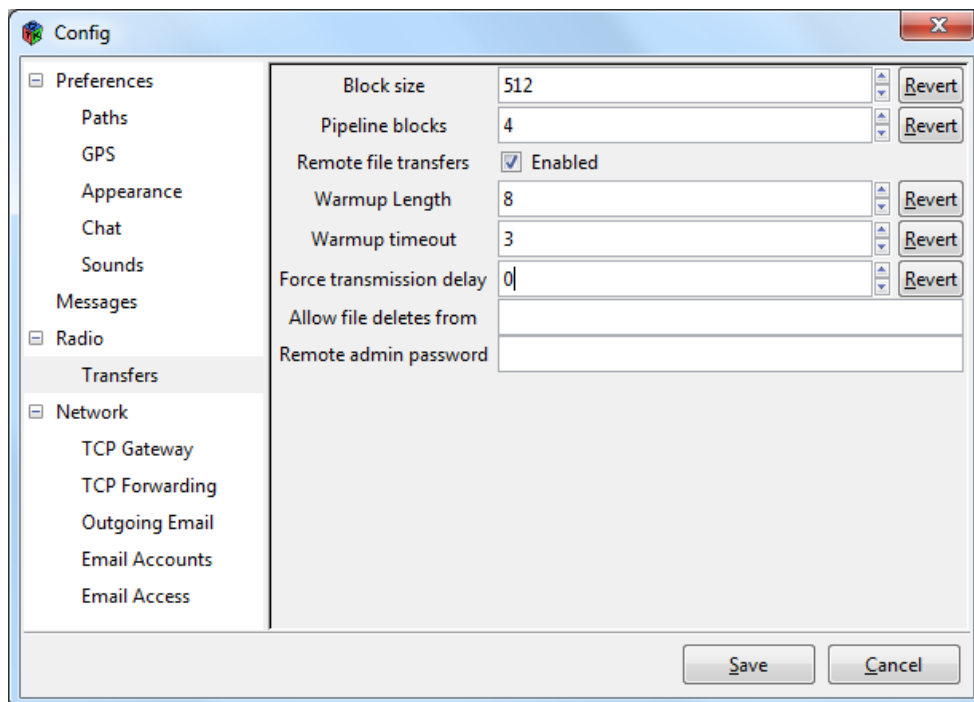 Config
Preferences
Paths
GPS
Appearance
Chat
Sounds
Messages
Radio
Transfers
Network
TCP Gateway
TCP Forwarding
Outgoing Email
Email Accounts
Email Access
Block size 512 Revert
Pipeline blocks 4 Revert
Remote file transfers Enabled
Warmup Length 8 Revert
Warmup timeout 3 Revert
Force transmission delay 0 Revert
Allow file deletes from
Remote admin password
Save Cancel